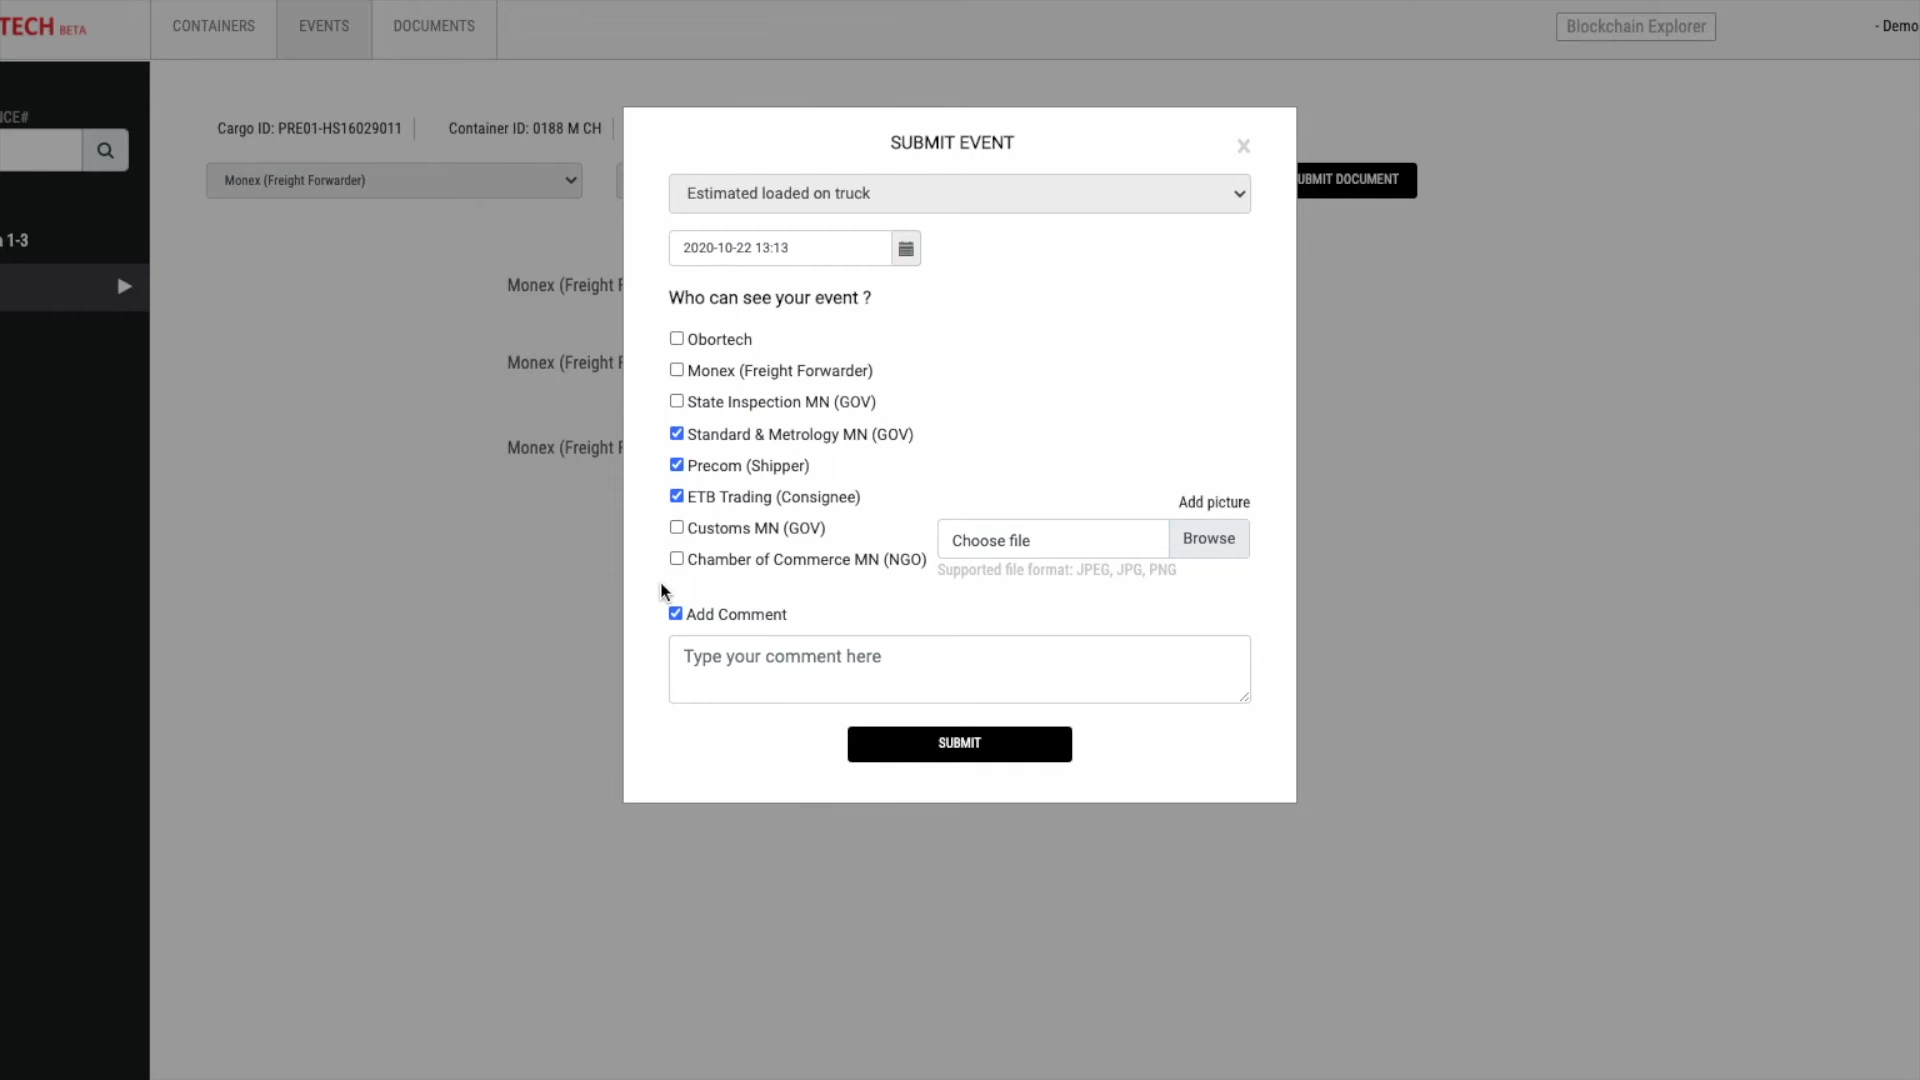 TECH BETA
CONTAINERS
EVENTS
DOCUMENTS
Blockchain Explorer
- Demo
NCE#
Cargo ID: PRE01-HS16029011
Container ID: 0188 M CH
Monex (Freight Forwarder)
UBMIT DOCUMENT
1-3
Monex (Freight F
Monex (Freight F
Monex (Freight F
SUBMIT EVENT
×
Estimated loaded on truck
2020-10-22 13:13
Who can see your event ?
Obortech
Monex (Freight Forwarder)
State Inspection MN (GOV)
Standard & Metrology MN (GOV)
Precom (Shipper)
ETB Trading (Consignee)
Customs MN (GOV)
Chamber of Commerce MN (NGO)
Add picture
Choose file
Browse
Supported file format: JPEG, JPG, PNG
Add Comment
Type your comment here
SUBMIT